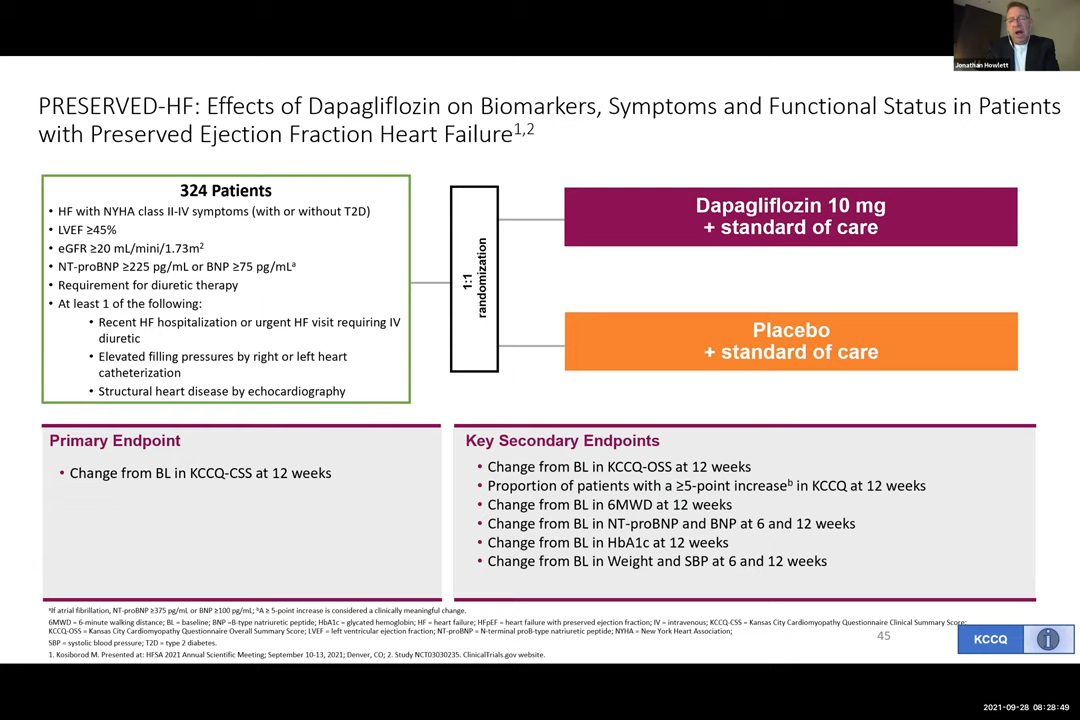 Jonathan Howlett
PRESERVED-HF: Effects of Dapagliflozin on Biomarkers, Symptoms and Functional Status in Patients
with Preserved Ejection Fraction Heart Failure1,2
324 Patients
• HF with NYHA class II-IV symptoms (with or without T2D)
• LVEF ≥45%
• eGFR ≥20 mL/mini/1.73m2
• NT-proBNP ≥225 pg/mL or BNP ≥75 pg/mLa
• Requirement for diuretic therapy
• At least 1 of the following:
• Recent HF hospitalization or urgent HF visit requiring IV
diuretic
• Elevated filling pressures by right or left heart
catheterization
• Structural heart disease by echocardiography
1:1
randomization
Dapagliflozin 10 mg
+ standard of care
Placebo
+ standard of care
Primary Endpoint
• Change from BL in KCCQ-CSS at 12 weeks
Key Secondary Endpoints
• Change from BL in KCCQ-OSS at 12 weeks
• Proportion of patients with a ≥5-point increaseb in KCCQ at 12 weeks
• Change from BL in 6MWD at 12 weeks
• Change from BL in NT-proBNP and BNP at 6 and 12 weeks
• Change from BL in HbA1c at 12 weeks
• Change from BL in Weight and SBP at 6 and 12 weeks
aIf atrial fibrillation, NT-proBNP ≥375 pg/mL or BNP ≥100 pg/mL; bA ≥ 5-point increase is considered a clinically meaningful change.
6MWD = 6-minute walking distance; BL = baseline; BNP =B-type natriuretic peptide; HbA1c = glycated hemoglobin; HF = heart failure; HFpEF = heart failure with preserved ejection fraction; IV = intravenous; KCCQ-CSS = Kansas City Cardiomyopathy Questionnaire Clinical Summary Score;
KCCQ-OSS = Kansas City Cardiomyopathy Questionnaire Overall Summary Score; LVEF = left ventricular ejection fraction; NT-proBNP = N-terminal proB-type natriuretic peptide; NYHA = New York Heart Association;
SBP = systolic blood pressure; T2D = type 2 diabetes.
1. Kosiborod M. Presented at: HFSA 2021 Annual Scientific Meeting; September 10-13, 2021; Denver, CO; 2. Study NCT03030235. ClinicalTrials.gov website.
45
KCCQ
i
2021-09-28 08:28:49